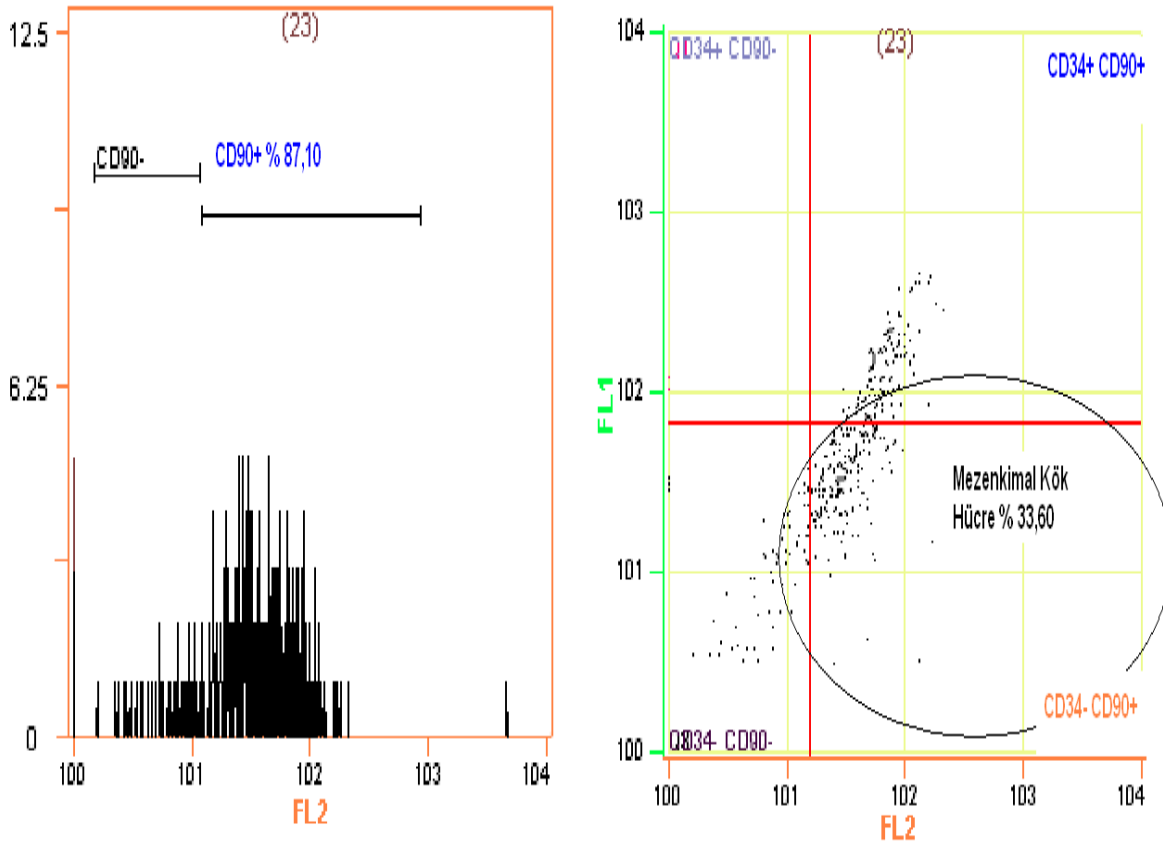 12.5
(23)
CD90-
CD90+ % 87,10
6.25
0
100
101
102
103
104
FL2
104
(23)
CD34+ CD90-
CD34+ CD90+
103
102
FL1
Mezenkimal Kök
Hücre % 33,60
101
CD34- CD90+
CD34- CD90-
100
100
101
102
103
104
FL2